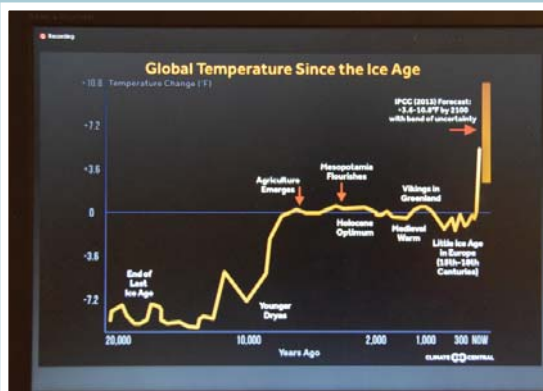 Recording
Global Temperature Since the Ice Age
+10.8 Temperature Change (°F)
IPCC (2013) Forecast:
+3.6-10.8°F by 2100
with band of uncertainty
+7.2
+3.6
0
-3.6
-7.2
Agriculture
Emerges
Mesopotamia
Flourishes
Vikings in
Greenland
Holocene
Optimum
Medieval
Warm
Little Ice Age
in Europe
(15th-18th
Centuries)
End of
Last
Ice Age
Younger
Dryas
20,000
10,000
2,000
1,000
300
NOW
Years Ago
CLIMATE CENTRAL